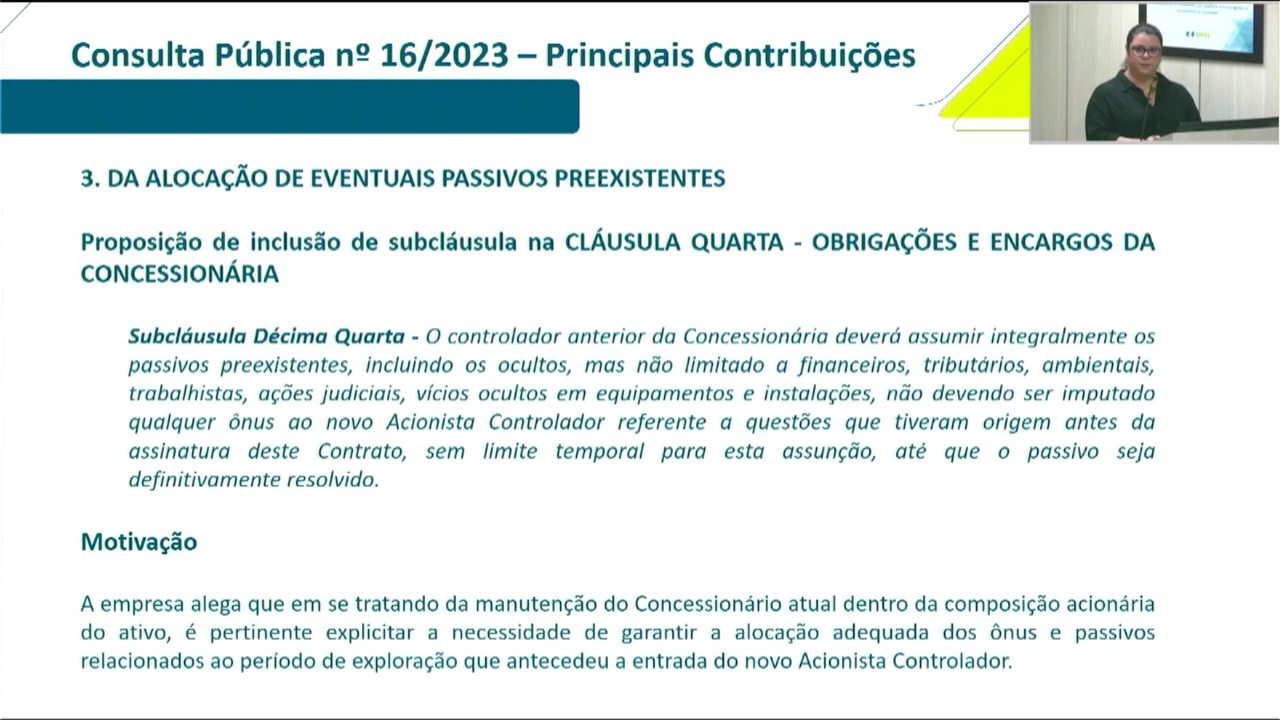 Consulta Pública nº 16/2023 – Principais Contribuições
3. DA ALOCAÇÃO DE EVENTUAIS PASSIVOS PREEXISTENTES
Proposição de inclusão de subcláusula na CLÁUSULA QUARTA - OBRIGAÇÕES E ENCARGOS DA
CONCESSIONÁRIA
Subcláusula Décima Quarta - O controlador anterior da Concessionária deverá assumir integralmente os
passivos preexistentes, incluindo os ocultos, mas não limitado a financeiros, tributários, ambientais,
trabalhistas, ações judiciais, vícios ocultos em equipamentos e instalações, não devendo ser imputado
qualquer ônus ao novo Acionista Controlador referente a questões que tiveram origem antes da
assinatura deste Contrato, sem limite temporal para esta assunção, até que o passivo seja
definitivamente resolvido.
Motivação
A empresa alega que em se tratando da manutenção do Concessionário atual dentro da composição acionária
do ativo, é pertinente explicitar a necessidade de garantir a alocação adequada dos ônus e passivos
relacionados ao período de exploração que antecedeu a entrada do novo Acionista Controlador.